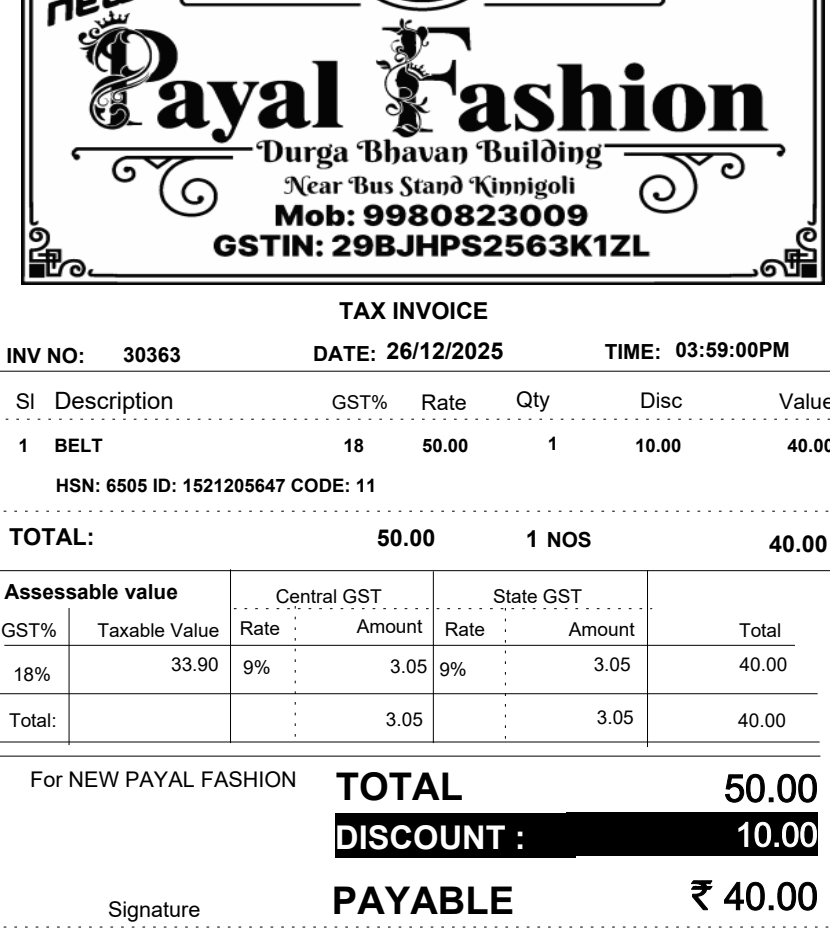 new
Payal Fashion
Durga Bhavan Building
Near Bus Stand Kinnigoli
Mob: 9980823009
GSTIN: 29BJHPS2563K1ZL
TAX INVOICE
INV NO: 30363 DATE: 26/12/2025 TIME: 03:59:00PM
Sl Description GST% Rate Qty Disc Value
1 BELT 18 50.00 1 10.00 40.00
HSN: 6505 ID: 1521205647 CODE: 11
TOTAL: 50.00 1 NOS 40.00
Assessable value Central GST State GST
GST% Taxable Value Rate Amount Rate Amount Total
18% 33.90 9% 3.05 9% 3.05 40.00
Total: 3.05 3.05 40.00
For NEW PAYAL FASHION TOTAL 50.00
DISCOUNT : 10.00
Signature PAYABLE ₹ 40.00